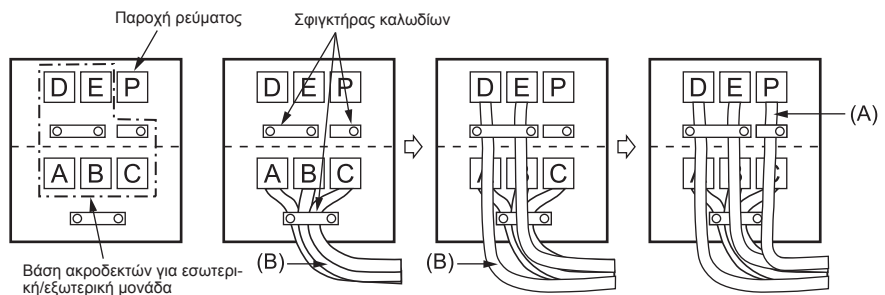 Παροχή ρεύματος
Σφιγκτήρας καλωδίων
D E P
A B C
D E P
A B C
(B)
D E P
A B C
(B)
D E P
A B C
(A)
Βάση ακροδεκτών για εσωτερι-
κή/εξωτερική μονάδα